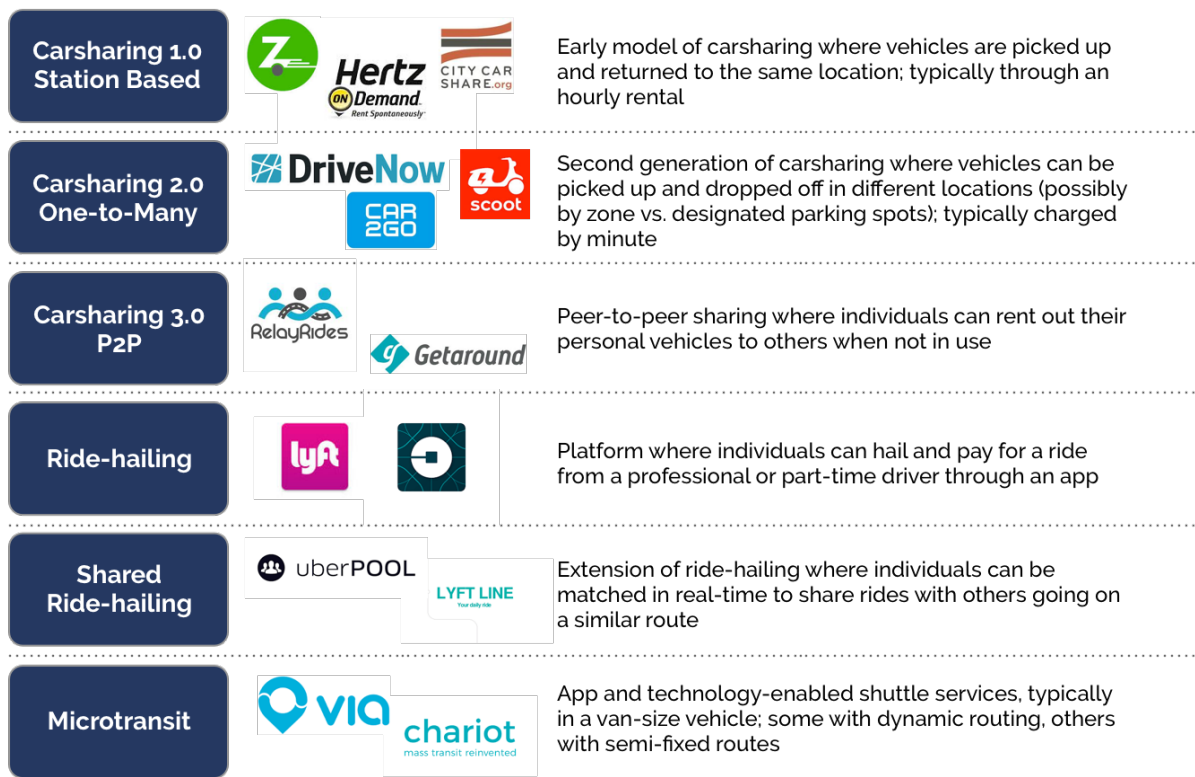 Carsharing 1.0
Station Based
Z
Hertz
ON Demand™
Rent Spontaneously™
CITY CAR
SHARE.org
Early model of carsharing where vehicles are picked up
and returned to the same location; typically through an
hourly rental
Carsharing 2.0
One-to-Many
DriveNow
CAR
2GO
scoot
Second generation of carsharing where vehicles can be
picked up and dropped off in different locations (possibly
by zone vs. designated parking spots); typically charged
by minute
Carsharing 3.0
P2P
RelayRides
Getaround
Peer-to-peer sharing where individuals can rent out their
personal vehicles to others when not in use
Ride-hailing
lyft
Platform where individuals can hail and pay for a ride
from a professional or part-time driver through an app
Shared
Ride-hailing
uberPOOL
LYFT LINE
Your daily ride
Extension of ride-hailing where individuals can be
matched in real-time to share rides with others going on
a similar route
Microtransit
via
chariot
mass transit reinvented
App and technology-enabled shuttle services, typically
in a van-size vehicle; some with dynamic routing, others
with semi-fixed routes